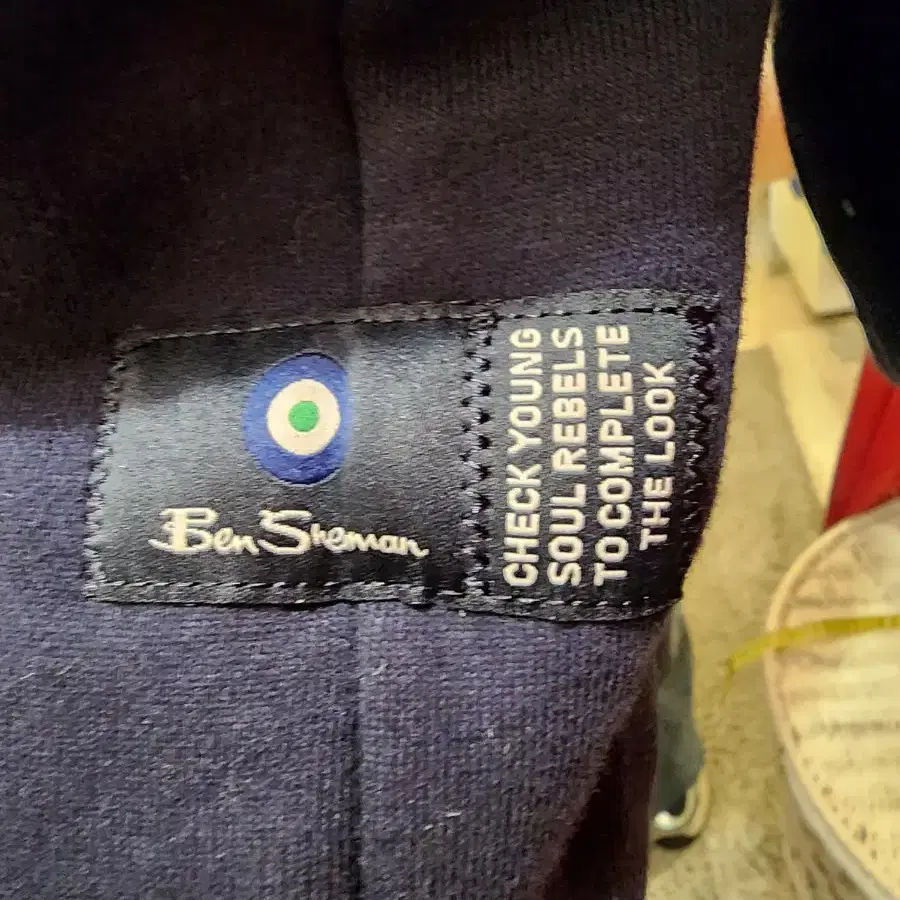 Ben Sherman
CHECK YOUNG
SOUL REBELS
TO COMPLETE
THE LOOK